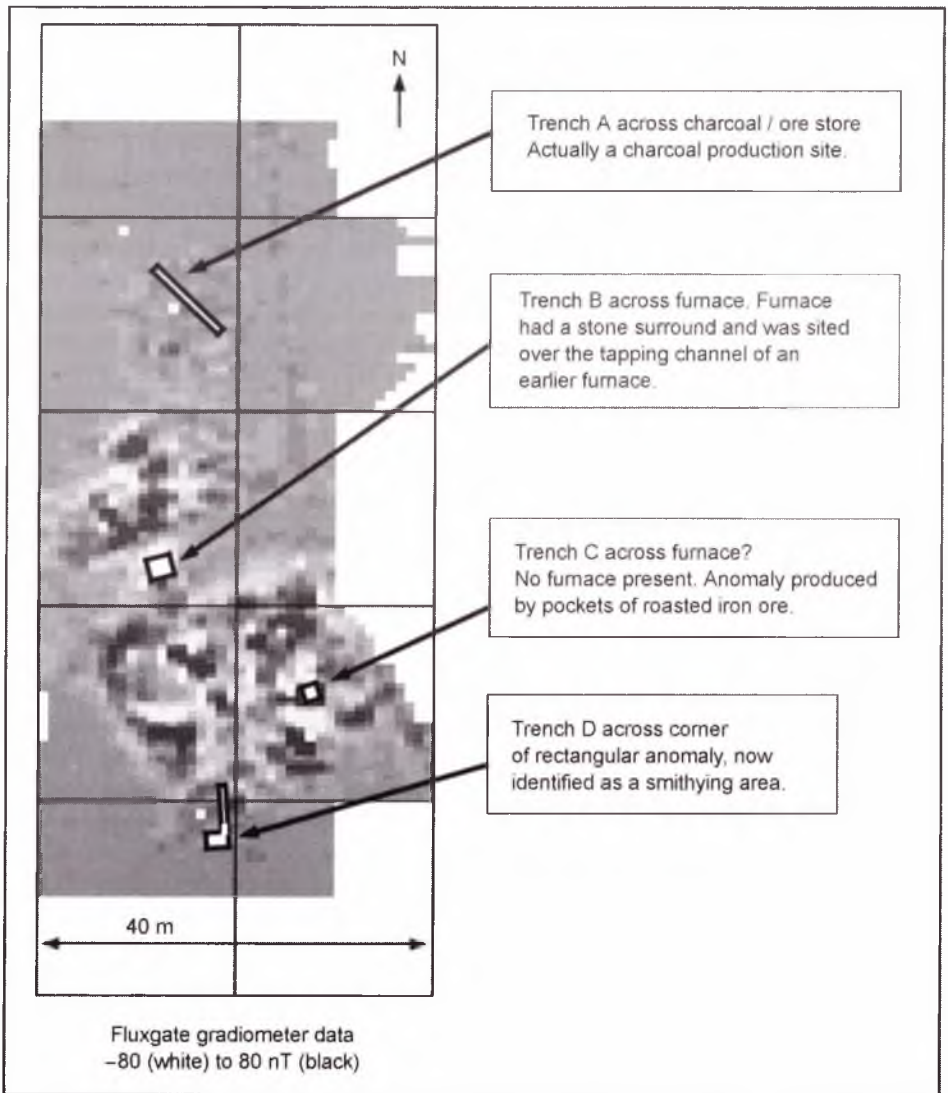 N
Trench A across charcoal / ore store
Actually a charcoal production site.
Trench B across furnace. Furnace
had a stone surround and was sited
over the tapping channel of an
earlier furnace.
Trench C across furnace?
No furnace present. Anomaly produced
by pockets of roasted iron ore.
Trench D across corner
of rectangular anomaly, now
identified as a smithying area.
40 m
Fluxgate gradiometer data
–80 (white) to 80 nT (black)